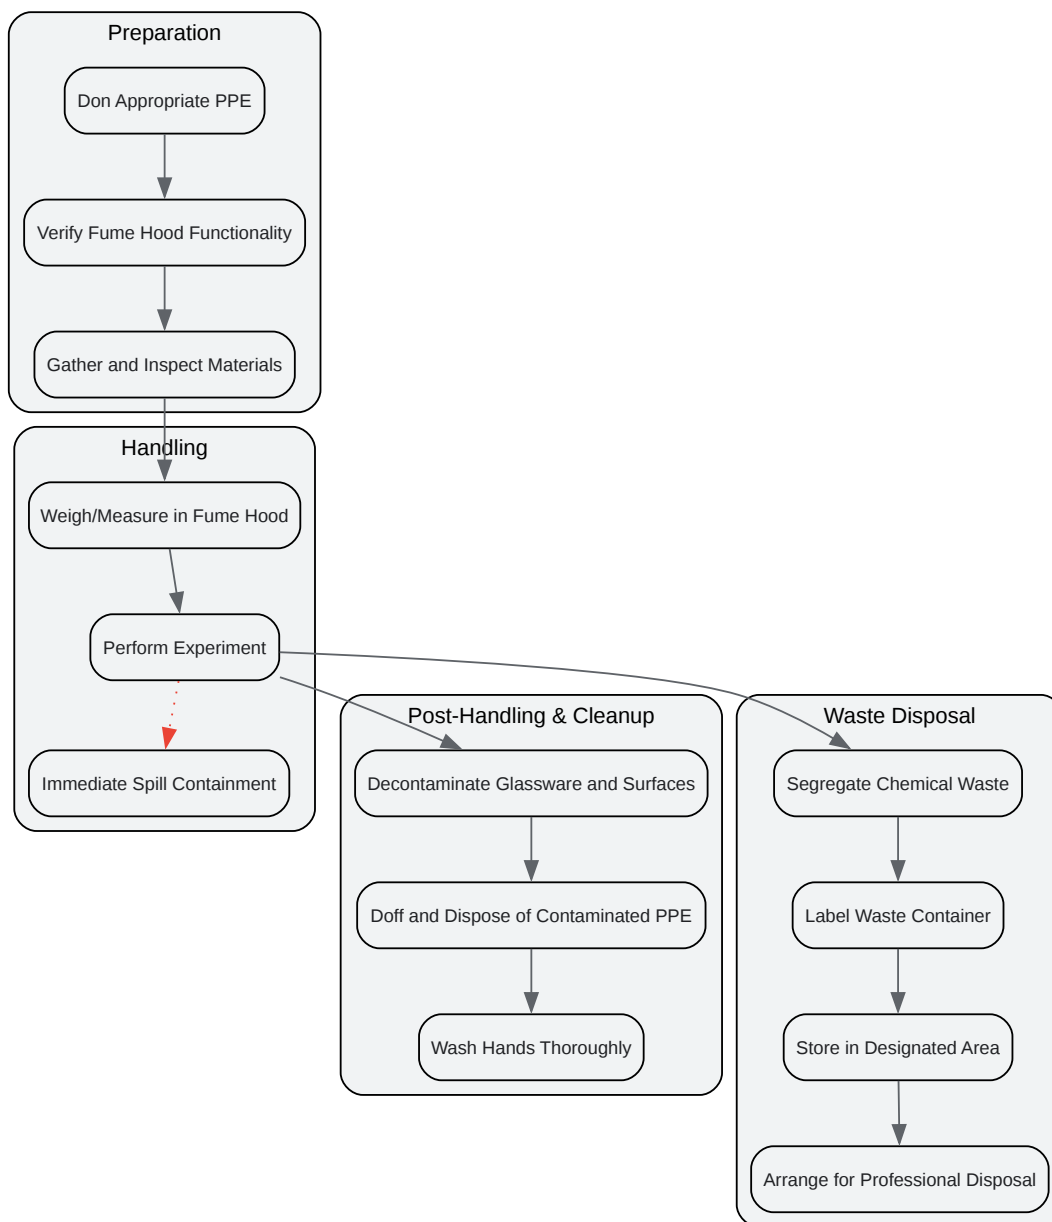 Preparation
Don Appropriate PPE
Verify Fume Hood Functionality
Gather and Inspect Materials
Handling
Weigh/Measure in Fume Hood
Perform Experiment
Immediate Spill Containment
Post-Handling & Cleanup
Decontaminate Glassware and Surfaces
Doff and Dispose of Contaminated PPE
Wash Hands Thoroughly
Waste Disposal
Segregate Chemical Waste
Label Waste Container
Store in Designated Area
Arrange for Professional Disposal